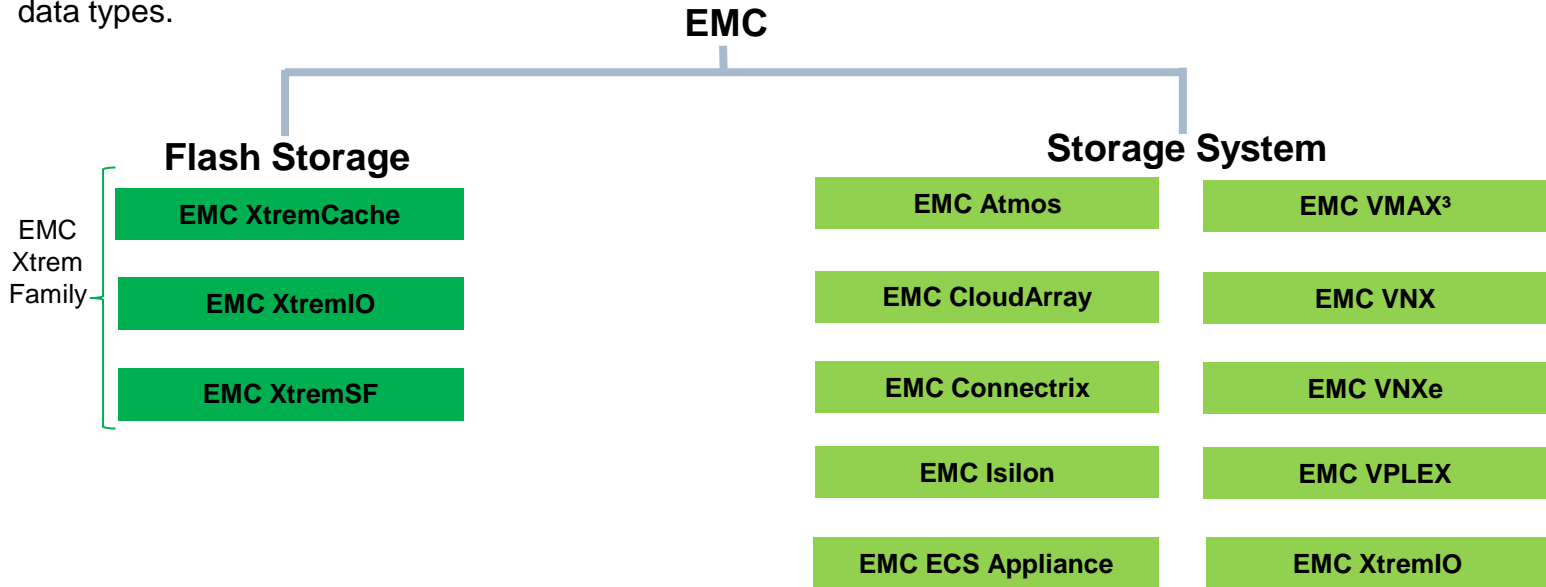 data types.
EMC
Flash Storage
EMC
Xtrem
Family
EMC XtremCache
EMC XtremIO
EMC XtremSF
Storage System
EMC Atmos
EMC VMAX³
EMC CloudArray
EMC VNX
EMC Connectrix
EMC VNXe
EMC Isilon
EMC VPLEX
EMC ECS Appliance
EMC XtremIO